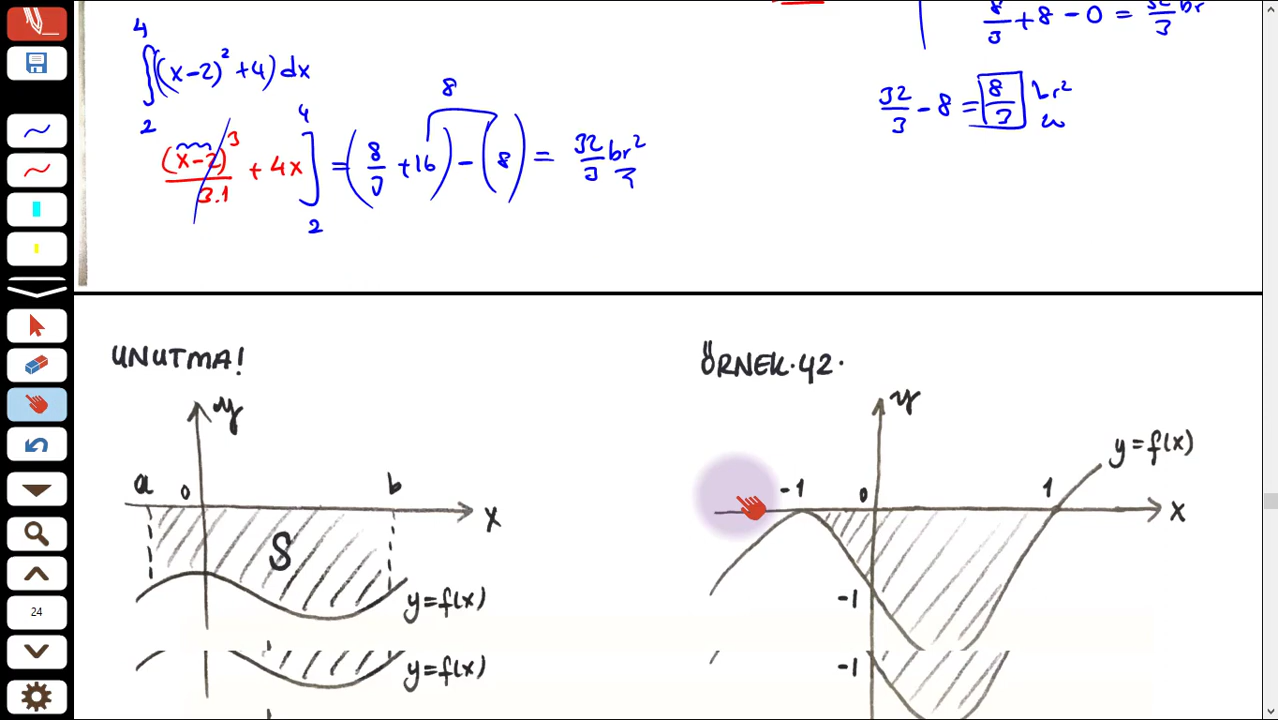 4
∫((x-2)² +4) dx
2
(x-2)³ / 3.1 + 4x ]
4
2
= (8/3 + 16) - (8) = 32/3 br²
8
8/3 + 8 - 0 = 32/3 br
32/3 - 8 = 8/3 br²
UNUTMA!
y
a 0 b
x
S
y=f(x)
y=f(x)
ÖRNEK.42.
y
y=f(x)
-1 0 1
x
-1
-1
24